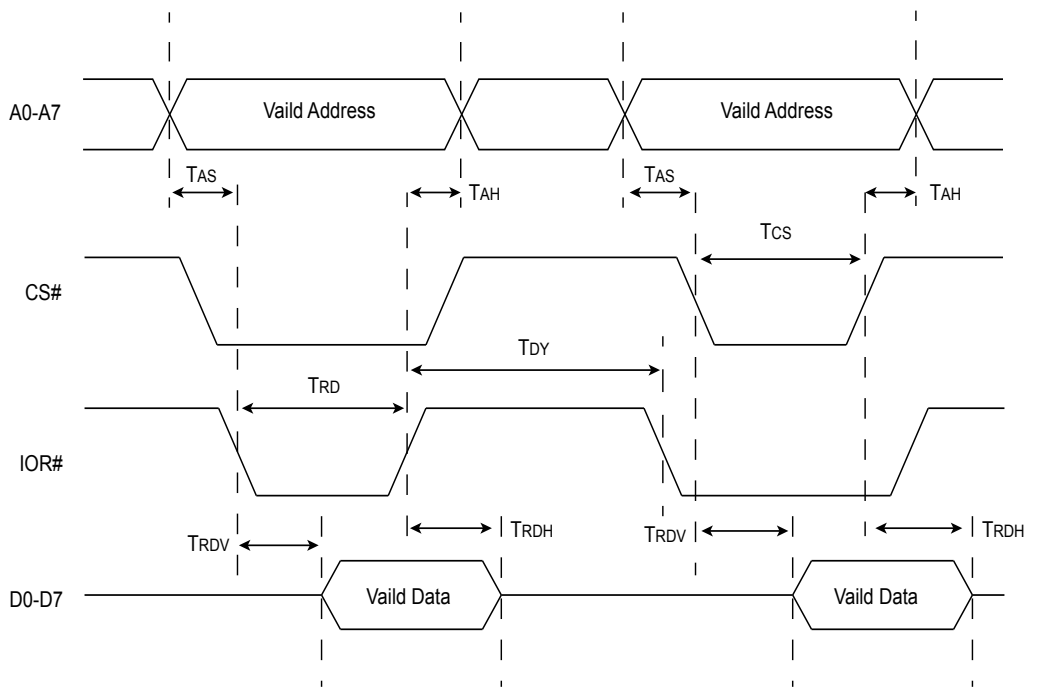 A0-A7
Vaild Address
Vaild Address
TAS
TAH
TAS
TAH
TCS
CS#
TDY
TRD
IOR#
TRDV
TRDH
TRDV
TRDH
D0-D7
Vaild Data
Vaild Data